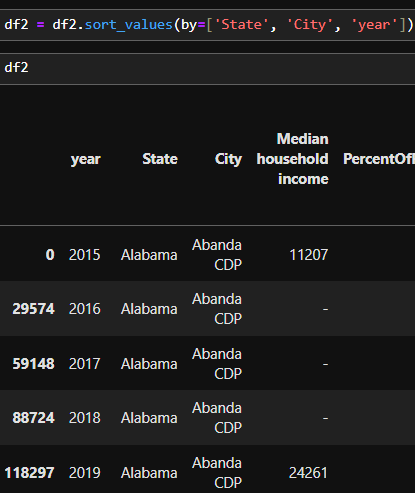 df2 = df2.sort_values(by=['State', 'City', 'year'])
df2
year State City Median household income
0 2015 Alabama Abanda CDP 11207
29574 2016 Alabama Abanda CDP -
59148 2017 Alabama Abanda CDP -
88724 2018 Alabama Abanda CDP -
118297 2019 Alabama Abanda CDP 24261